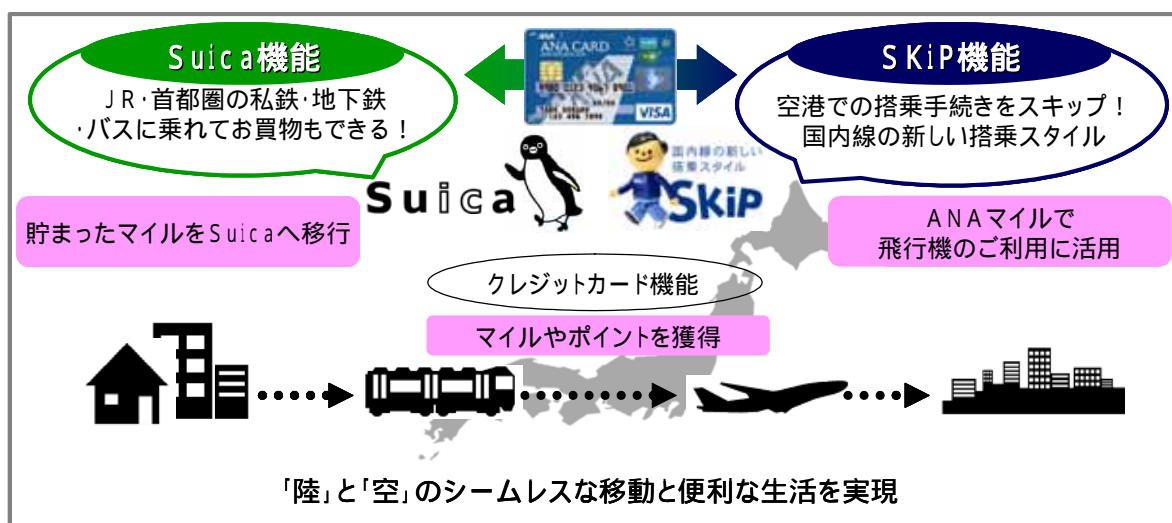 Suica機能
JR・首都圏の私鉄・地下鉄
・バスに乗れてお買物もできる！
ANA
ANA CARD
VISA
SKiP機能
空港での搭乗手続きをスキップ！
国内線の新しい搭乗スタイル
Suica
国内線の新しい
搭乗スタイル
SKiP
貯まったマイルをSuicaへ移行
ANAマイルで
飛行機のご利用に活用
クレジットカード機能
マイルやポイントを獲得
「陸」と「空」のシームレスな移動と便利な生活を実現